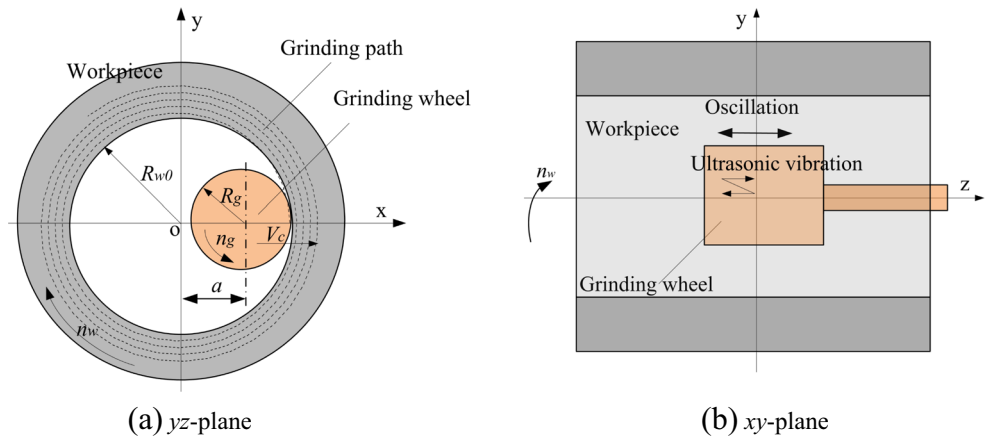 y
Grinding path
Workpiece
Grinding wheel
Rw0
Rg
x
o
ng
Vc
a
nw
(a) yz-plane
y
Oscillation
Workpiece
Ultrasonic vibration
nw
z
Grinding wheel
(b) xy-plane